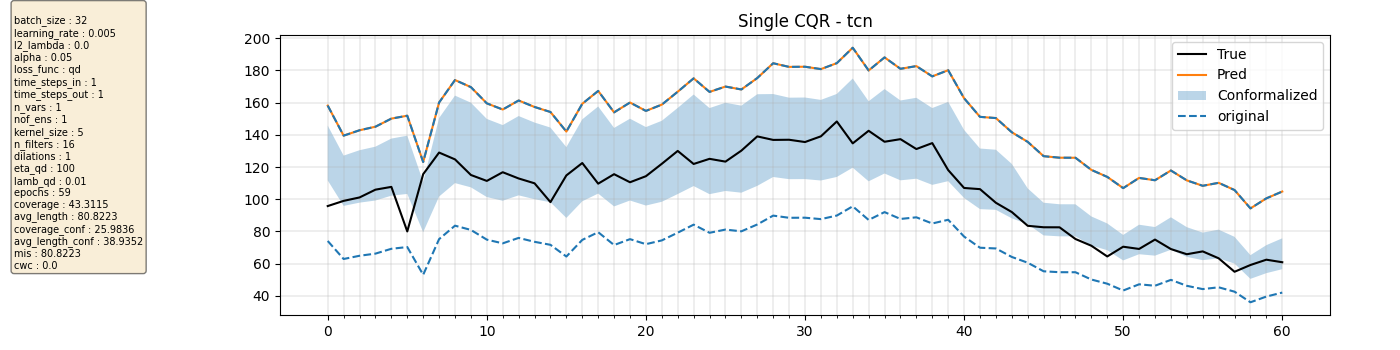 batch_size : 32
learning_rate : 0.005
l2_lambda : 0.0
alpha : 0.05
loss_func : qd
time_steps_in : 1
time_steps_out : 1
n_vars : 1
nof_ens : 1
kernel_size : 5
n_filters : 16
dilations : 1
eta_qd : 100
lamb_qd : 0.01
epochs : 59
coverage : 43.3115
avg_length : 80.8223
coverage_conf : 25.9836
avg_length_conf : 38.9352
mis : 80.8223
cwc : 0.0
Single CQR - tcn
200
180
160
140
120
100
80
60
40
0 10 20 30 40 50 60
True
Pred
Conformalized
original